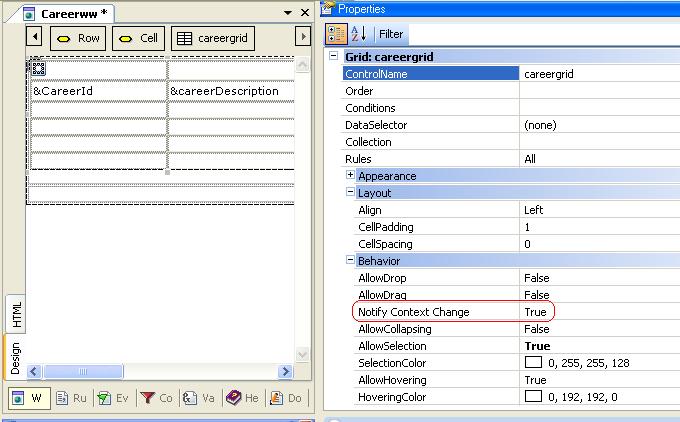 Careerww *
Row
Cell
careergrid
&CareerId
&careerDescription
HTML
Design
W
Ru
Ev
Co
Va
He
Do
Properties
Filter
Grid: careergrid
ControlName careergrid
Order
Conditions
DataSelector (none)
Collection
Rules All
Appearance
Layout
Align Left
CellPadding 1
CellSpacing 0
Behavior
AllowDrop False
AllowDrag False
Notify Context Change True
AllowCollapsing False
AllowSelection True
SelectionColor 0, 255, 255, 128
AllowHovering True
HoveringColor 0, 192, 192, 0